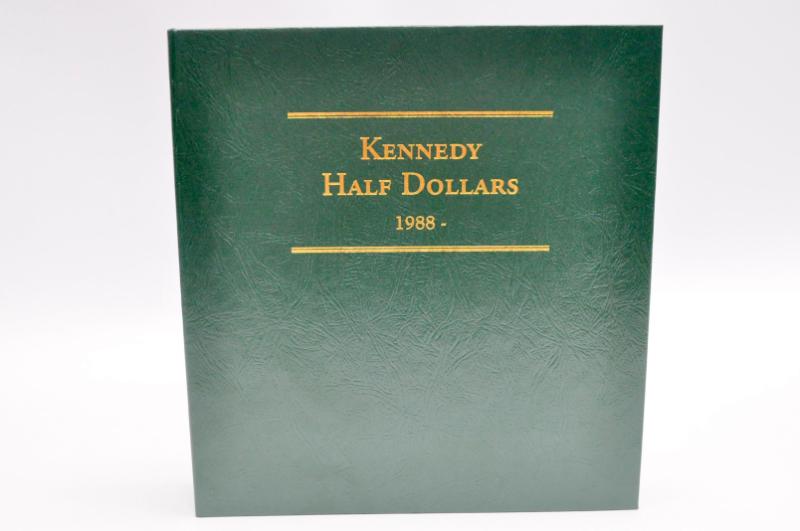 KENNEDY
HALF DOLLARS
1988 -